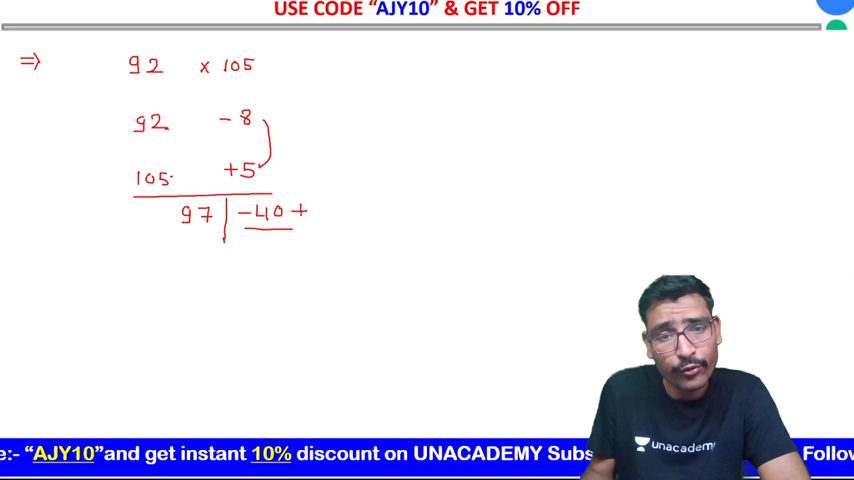 USE CODE “AJY10” & GET 10% OFF
=> 92 x 105
92 -8
105 +5
97 | -40 +
unacademy
e:- “AJY10”and get instant 10% discount on UNACADEMY Subs
Follov